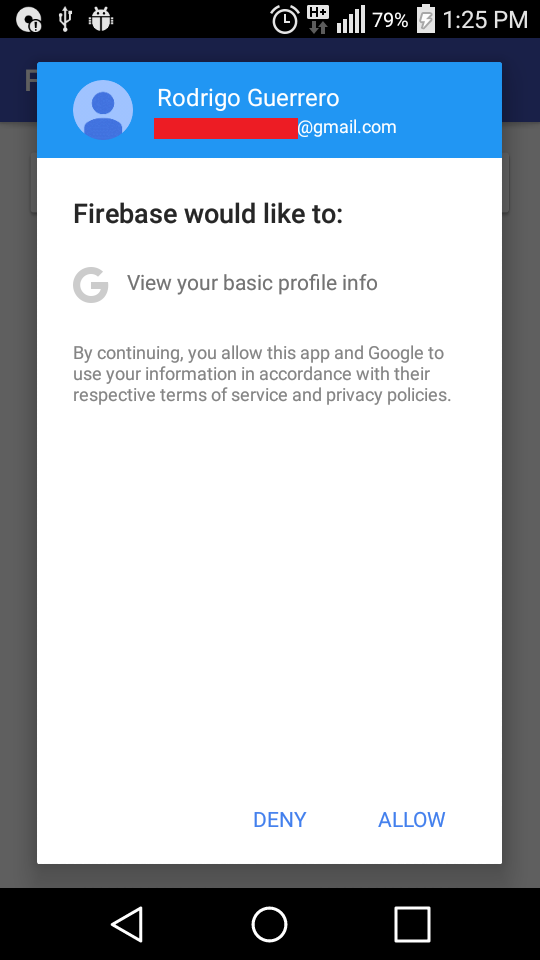 H+ 79% 1:25 PM
F
Rodrigo Guerrero
@gmail.com
Firebase would like to:
G View your basic profile info
By continuing, you allow this app and Google to
use your information in accordance with their
respective terms of service and privacy policies.
DENY ALLOW